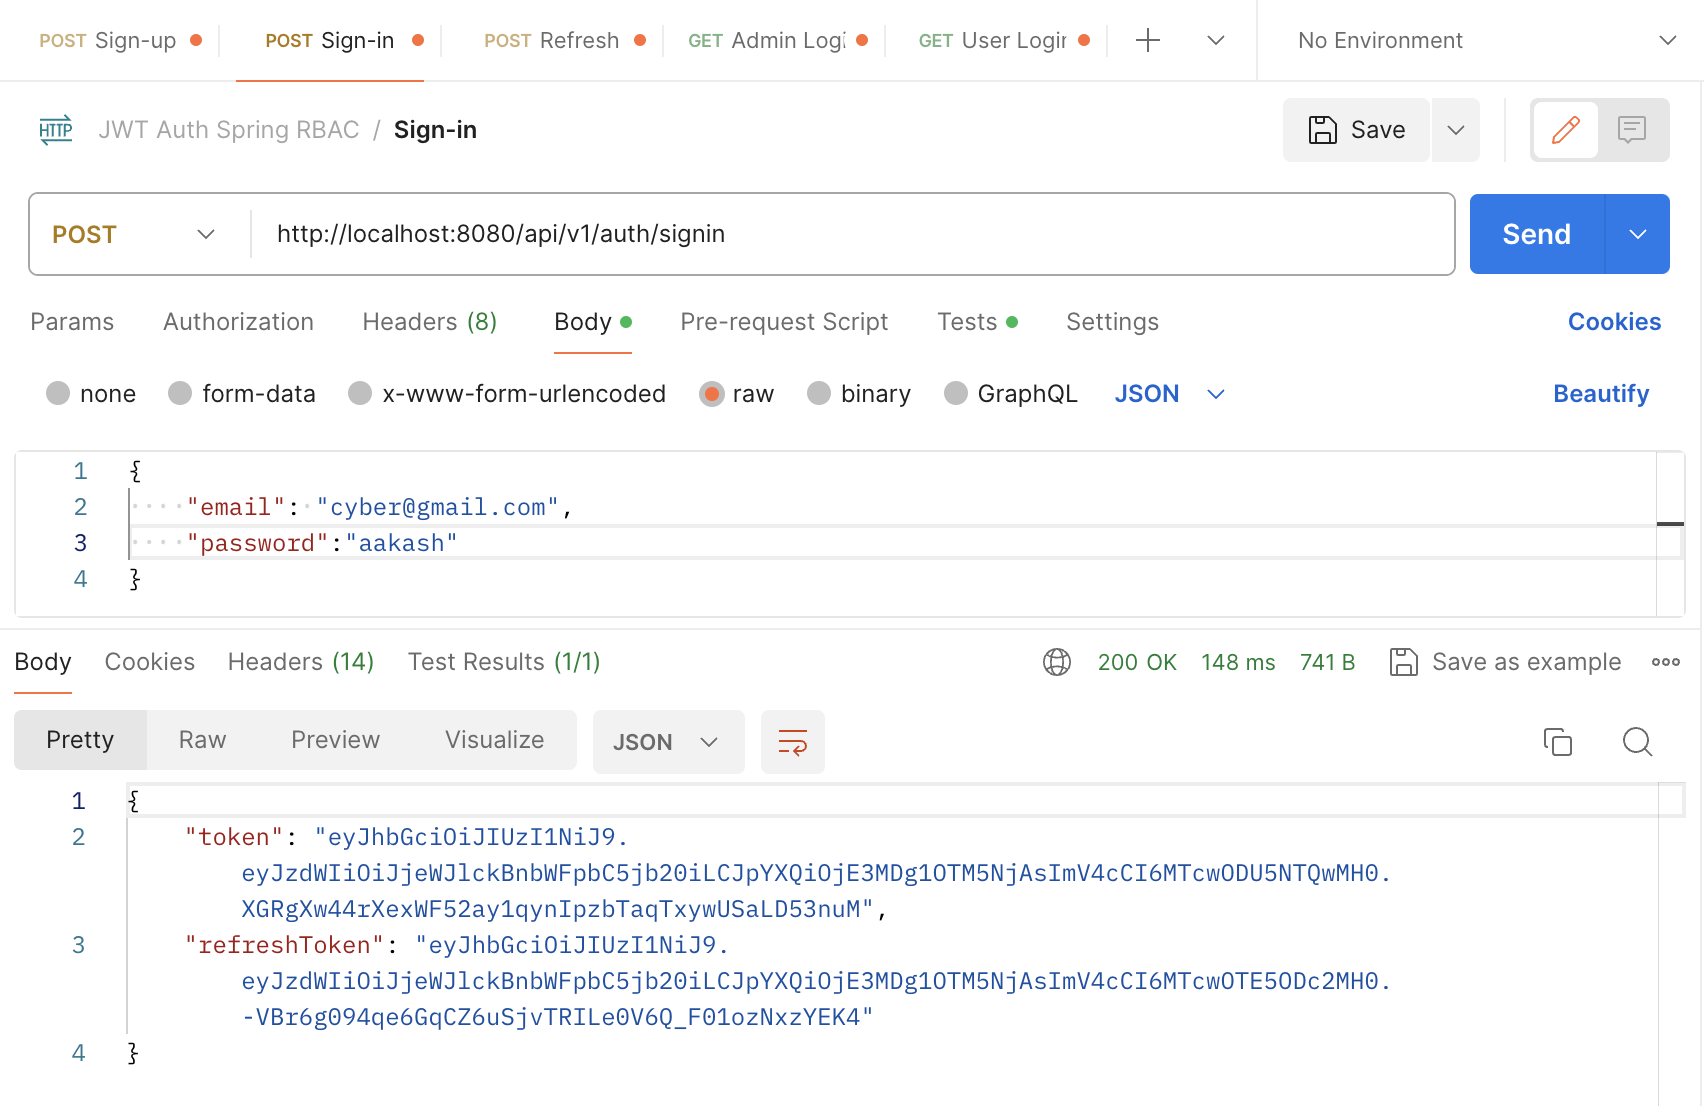 POST Sign-up
POST Sign-in
POST Refresh
GET Admin Logi
GET User Login
No Environment
HTTP
JWT Auth Spring RBAC / Sign-in
Save
POST
http://localhost:8080/api/v1/auth/signin
Send
Params Authorization Headers (8) Body Pre-request Script Tests Settings Cookies
none form-data x-www-form-urlencoded raw binary GraphQL JSON Beautify
1 {
2 ····"email":·"cyber@gmail.com",
3 ····"password":"aakash"
4 }
Body Cookies Headers (14) Test Results (1/1) 200 OK 148 ms 741 B Save as example
Pretty Raw Preview Visualize JSON
1 {
2 "token": "eyJhbGciOiJIUzI1NiJ9.
eyJzdWIiOiJjeWJlckBnbWFpbC5jb20iLCJpYXQiOjE3MDg1OTM5NjAsImV4cCI6MTcwODU5NTQwMH0.
XGRgXw44rXexWF52ay1qynIpzbTaqTxywUSaLD53nuM",
3 "refreshToken": "eyJhbGciOiJIUzI1NiJ9.
eyJzdWIiOiJjeWJlckBnbWFpbC5jb20iLCJpYXQiOjE3MDg1OTM5NjAsImV4cCI6MTcwOTE5ODc2MH0.
-VBr6g094qe6GqCZ6uSjvTRILe0V6Q_F01ozNxzYEK4"
4 }